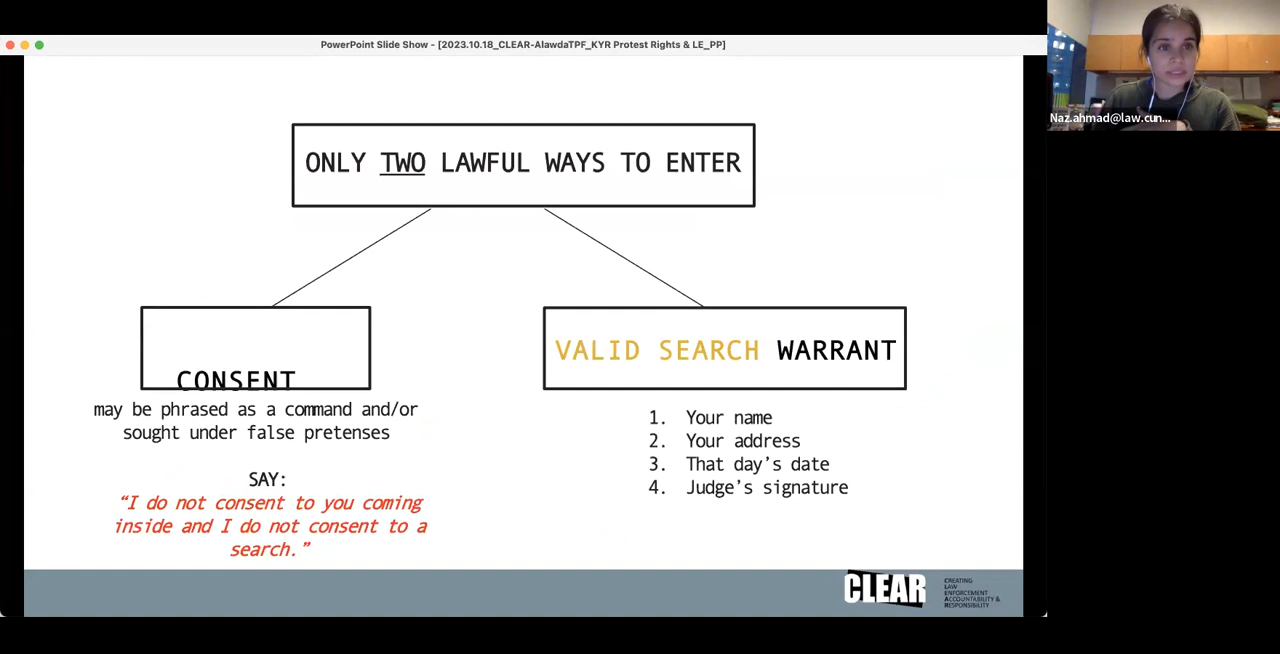 PowerPoint Slide Show - [2023.10.18_CLEAR-AlawdaTPF_KYR Protest Rights & LE_PP]
Naz.ahmad@law.cun...
ONLY TWO LAWFUL WAYS TO ENTER
CONSENT
may be phrased as a command and/or
sought under false pretenses
SAY:
“I do not consent to you coming
inside and I do not consent to a
search.”
VALID SEARCH WARRANT
1. Your name
2. Your address
3. That day’s date
4. Judge’s signature
CLEAR
CREATING
LAW
ENFORCEMENT
ACCOUNTABILITY &
RESPONSIBILITY